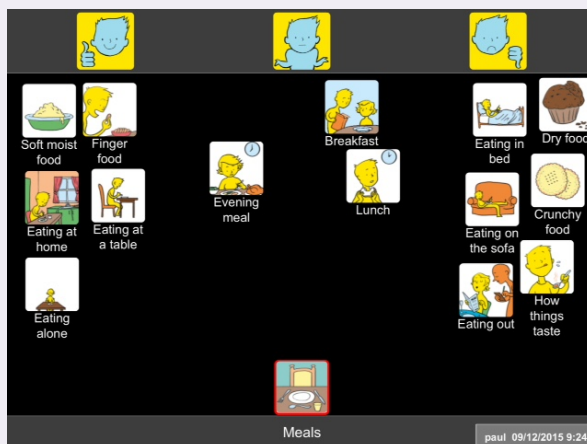 Soft moist
food
Finger
food
Breakfast
Eating in
bed
Dry food
Evening
meal
Lunch
Eating at
home
Eating at
a table
Eating on
the sofa
Crunchy
food
Eating
alone
Eating out
How
things
taste
Meals
paul 09/12/2015 9:24